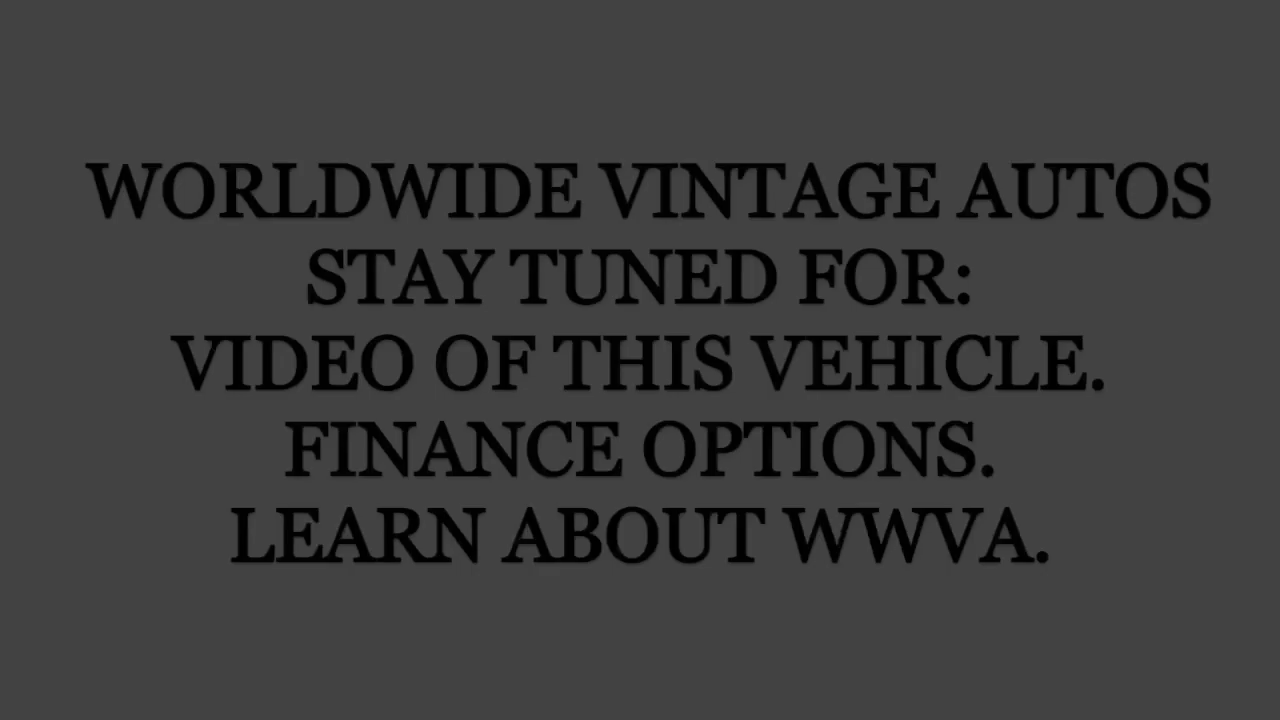 WORLDWIDE VINTAGE AUTOS
STAY TUNED FOR:
VIDEO OF THIS VEHICLE.
FINANCE OPTIONS.
LEARN ABOUT WWVA.